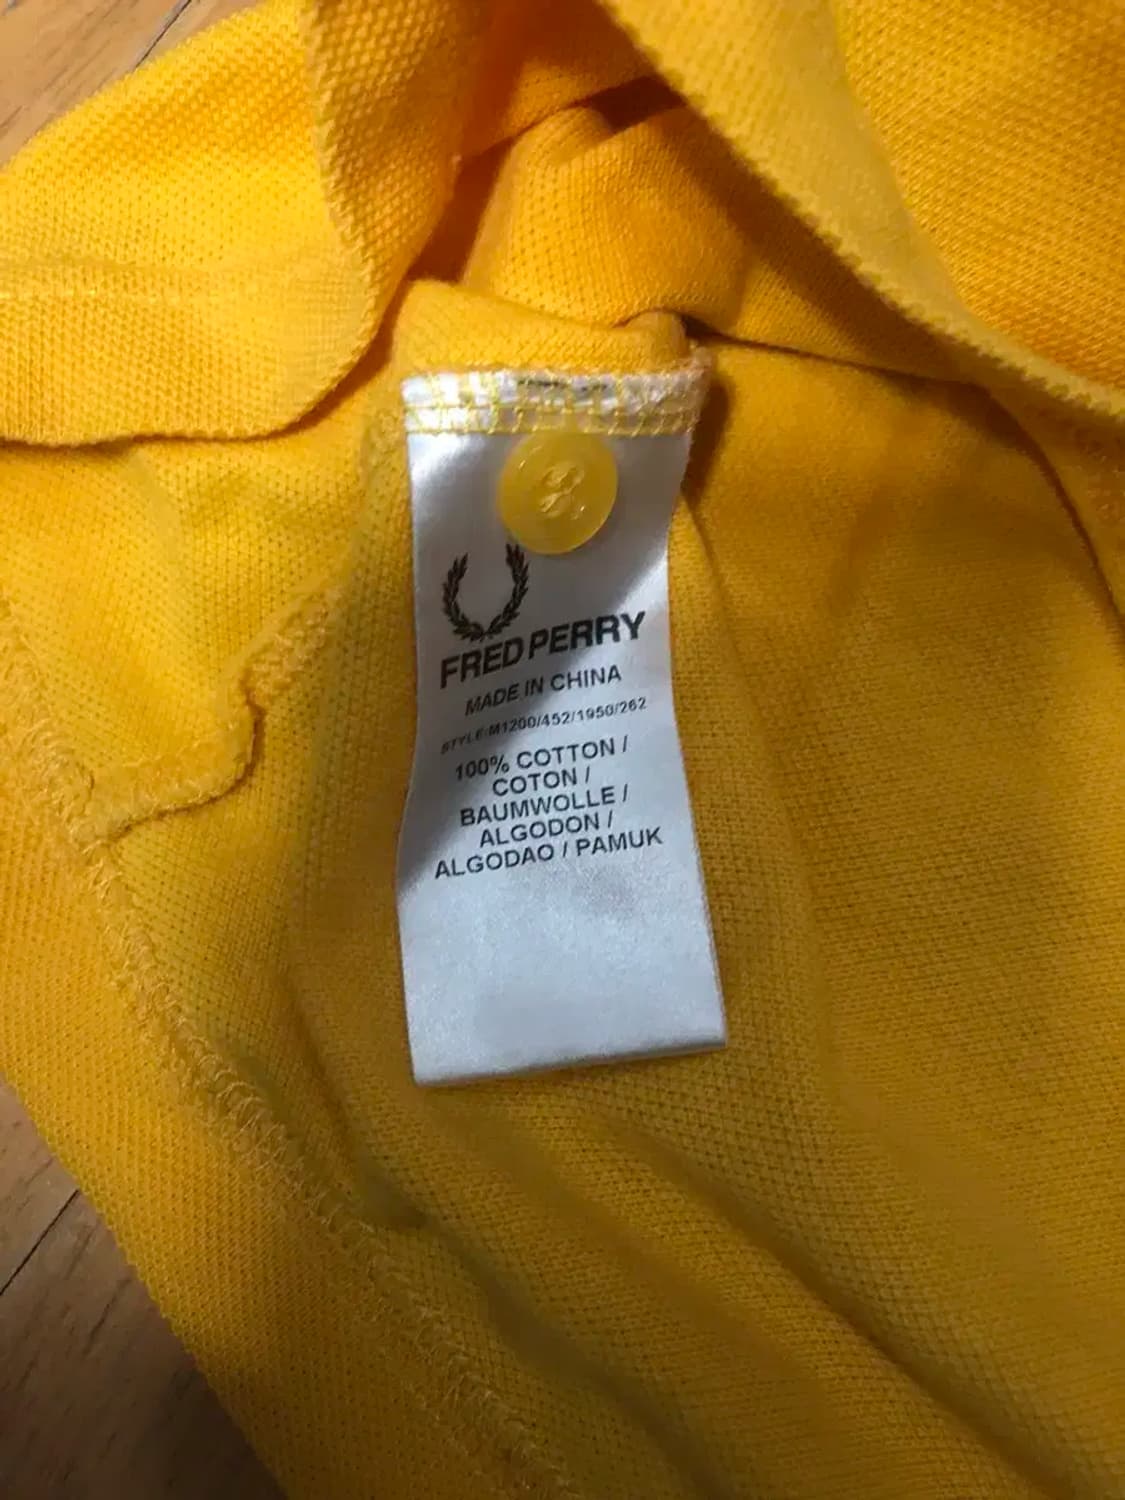 FRED PERRY
MADE IN CHINA
STYLE:M1200/452/1950/262
100% COTTON /
COTON /
BAUMWOLLE /
ALGODON /
ALGODAO / PAMUK